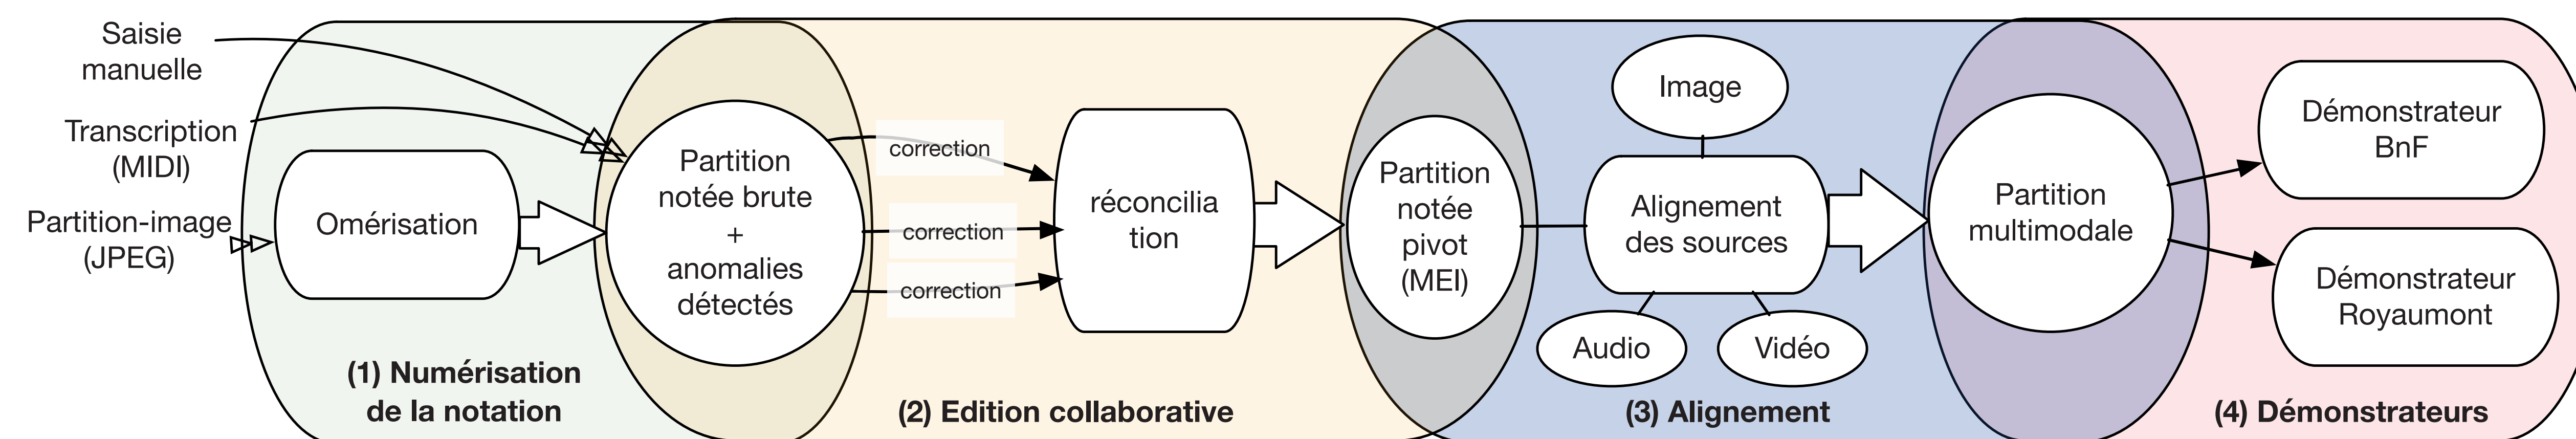 Saisie
manuelle
Transcription
(MIDI)
Partition-image
(JPEG)
Omérisation
(1) Numérisation
de la notation
Partition
notée brute
+
anomalies
détectés
correction
correction
correction
réconcilia
tion
(2) Edition collaborative
Partition
notée
pivot
(MEI)
Image
Alignement
des sources
Audio
Vidéo
(3) Alignement
Partition
multimodale
Démonstrateur
BnF
Démonstrateur
Royaumont
(4) Démonstrateurs